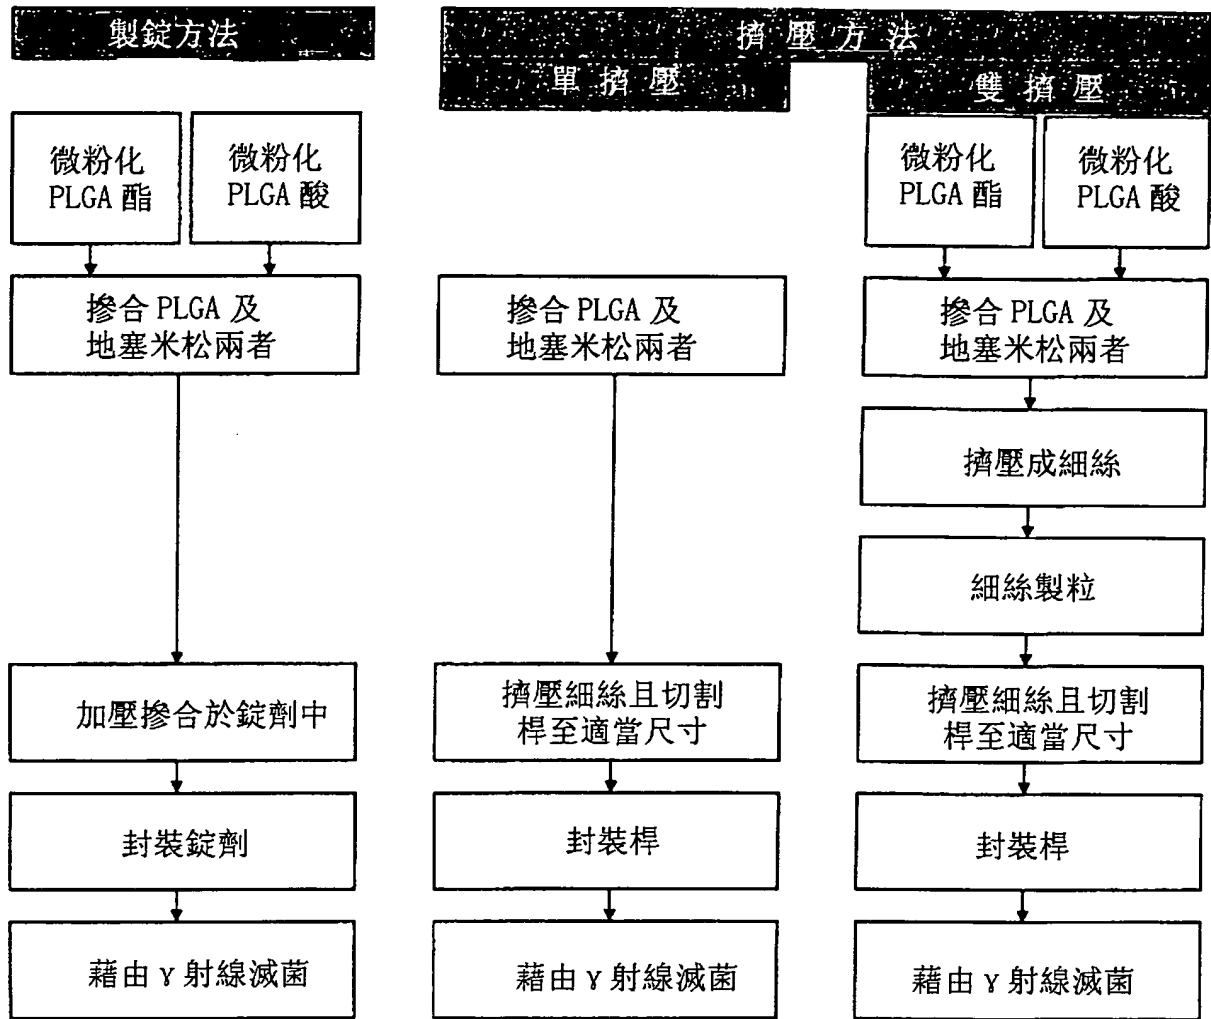 製錠方法
微粉化
PLGA 酯
微粉化
PLGA 酸
摻合 PLGA 及
地塞米松兩者
加壓摻合於錠劑中
封裝錠劑
藉由 γ 射線滅菌
擠壓方法
單擠壓
摻合 PLGA 及
地塞米松兩者
擠壓細絲且切割
桿至適當尺寸
封裝桿
藉由 γ 射線滅菌
雙擠壓
微粉化
PLGA 酯
微粉化
PLGA 酸
摻合 PLGA 及
地塞米松兩者
擠壓成細絲
細絲製粒
擠壓細絲且切割
桿至適當尺寸
封裝桿
藉由 γ 射線滅菌